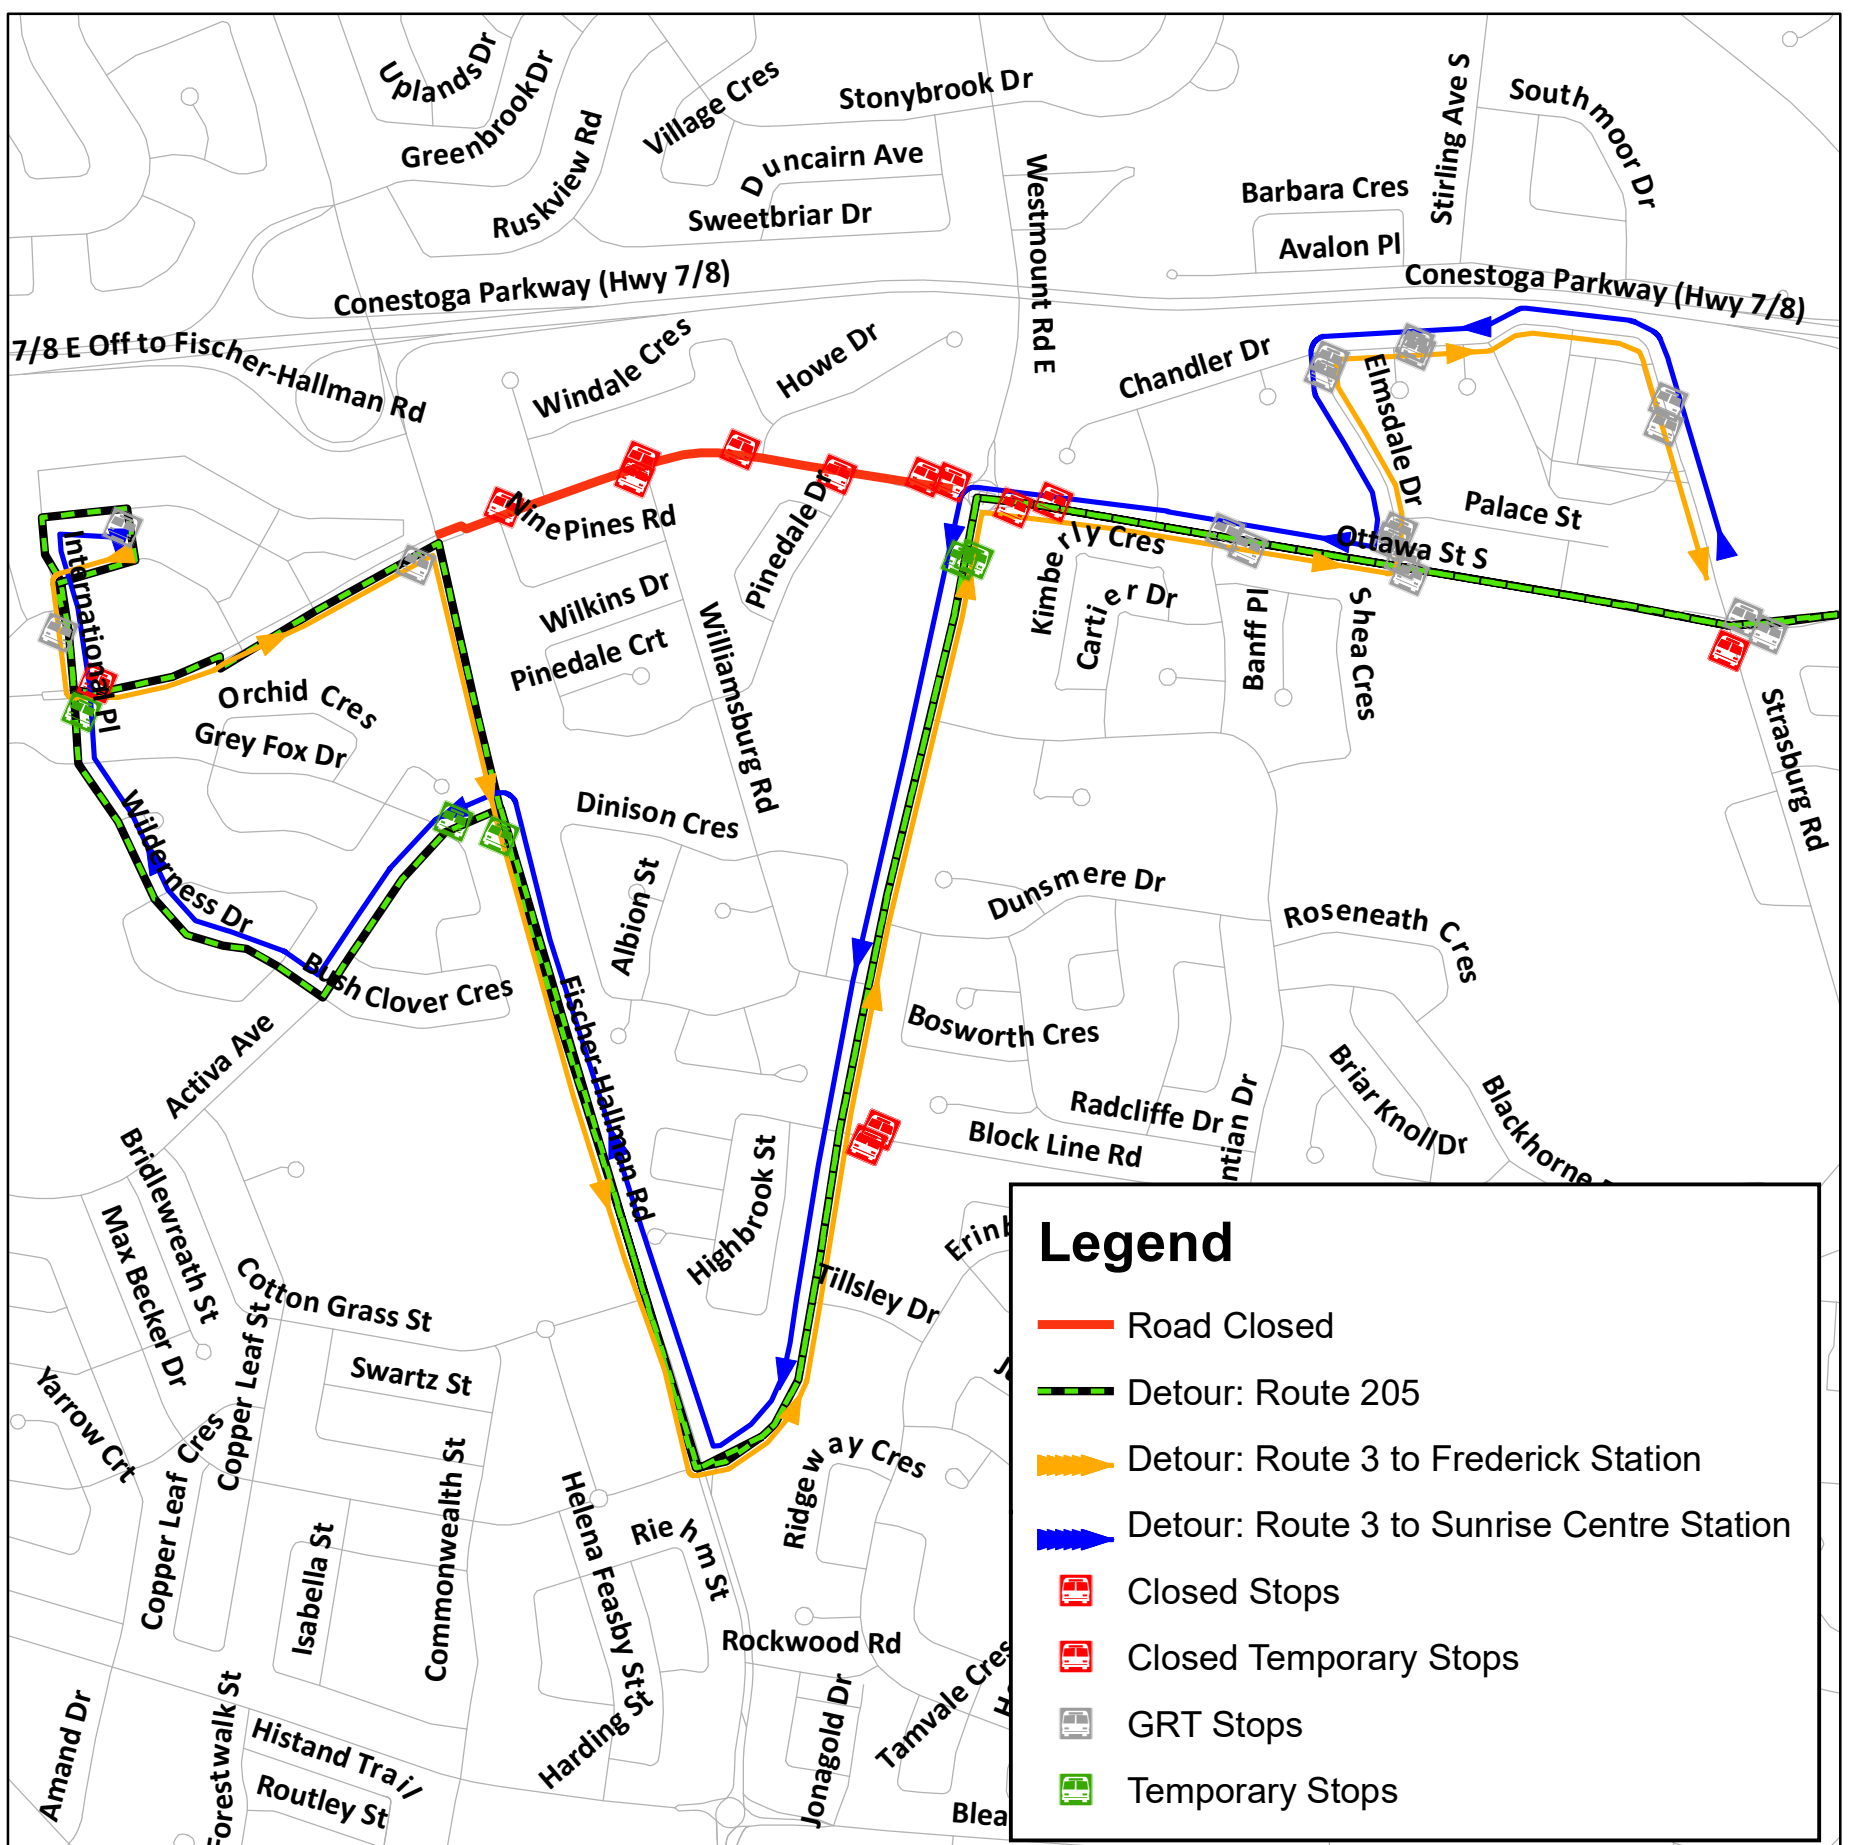 Uplands Dr
Greenbrook Dr
Ruskview Rd
Village Cres
Stonybrook Dr
Duncairn Ave
Sweetbriar Dr
Westmount Rd E
Stirling Ave S
Southmoor Dr
Barbara Cres
Avalon Pl
Conestoga Parkway (Hwy 7/8)
Conestoga Parkway (Hwy 7/8)
7/8 E Off to Fischer-Hallman Rd
Windale Cres
Howe Dr
Chandler Dr
Elmsdale Dr
Palace St
Ottawa St S
Nine Pines Rd
Pinedale Dr
Kimberly Cres
Cartier Dr
Banff Pl
Shea Cres
Strasburg Rd
International Pl
Wilkins Dr
Pinedale Crt
Williamsburg Rd
Orchid Cres
Grey Fox Dr
Wilderness Dr
Dinison Cres
Albion St
Dunsmere Dr
Roseneath Cres
Bush Clover Cres
Fischer-Hallman Rd
Bosworth Cres
Activa Ave
Radcliffe Dr
Block Line Rd
ntian Dr
Briar Knoll Dr
Blackhorne
Bridlewreath St
Max Becker Dr
Highbrook St
Erinb
Tillsley Dr
Cotton Grass St
Copper Leaf St
Swartz St
Yarrow Crt
Copper Leaf Cres
Commonwealth St
Isabella St
Ridgeway Cres
Riehm St
Helena Feasby St
Rockwood Rd
Harding St
Jonagold Dr
Tamvale Cres
Amand Dr
Forestwalk St
Histand Trail
Routley St
Blea
Legend
Road Closed
Detour: Route 205
Detour: Route 3 to Frederick Station
Detour: Route 3 to Sunrise Centre Station
Closed Stops
Closed Temporary Stops
GRT Stops
Temporary Stops